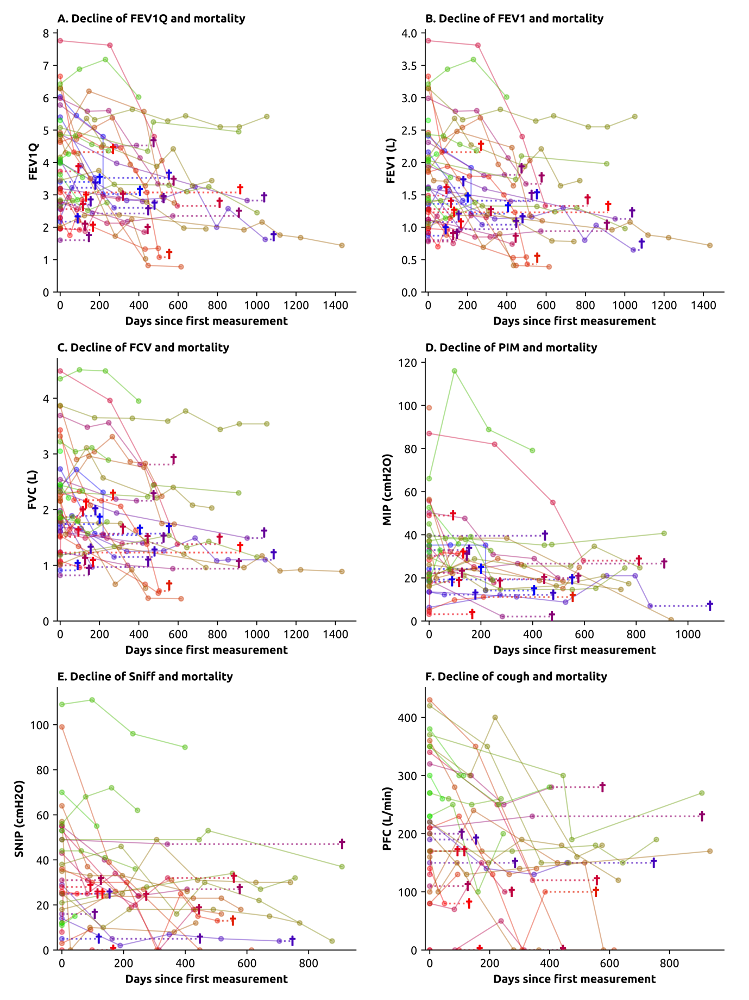 A. Decline of FEV1Q and mortality
8
7
6
5
4
3
2
1
0
FEV1Q
0 200 400 600 800 1000 1200 1400
Days since first measurement
B. Decline of FEV1 and mortality
4.0
3.5
3.0
2.5
2.0
1.5
1.0
0.5
0.0
FEV1 (L)
0 200 400 600 800 1000 1200 1400
Days since first measurement
C. Decline of FCV and mortality
4
3
2
1
0
FVC (L)
0 200 400 600 800 1000 1200 1400
Days since first measurement
D. Decline of PIM and mortality
120
100
80
60
40
20
0
MIP (cmH2O)
0 200 400 600 800 1000
Days since first measurement
E. Decline of Sniff and mortality
100
80
60
40
20
0
SNIP (cmH2O)
0 200 400 600 800
Days since first measurement
F. Decline of cough and mortality
400
300
200
100
0
PFC (L/min)
0 200 400 600 800
Days since first measurement